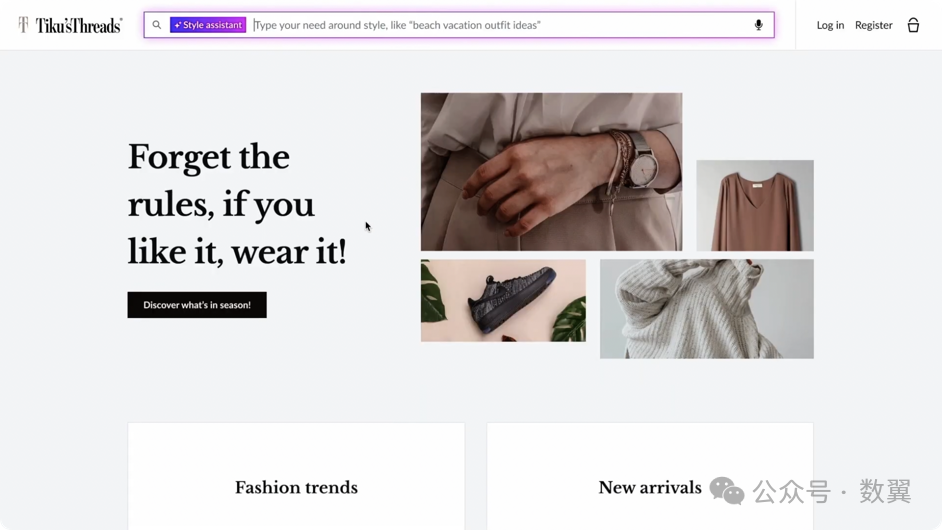 Tiku'sThreads
Style assistant
Type your need around style, like “beach vacation outfit ideas”
Log in
Register
Forget the
rules, if you
like it, wear it!
Discover what's in season!
Fashion trends
New arrivals
公众号 · 数翼